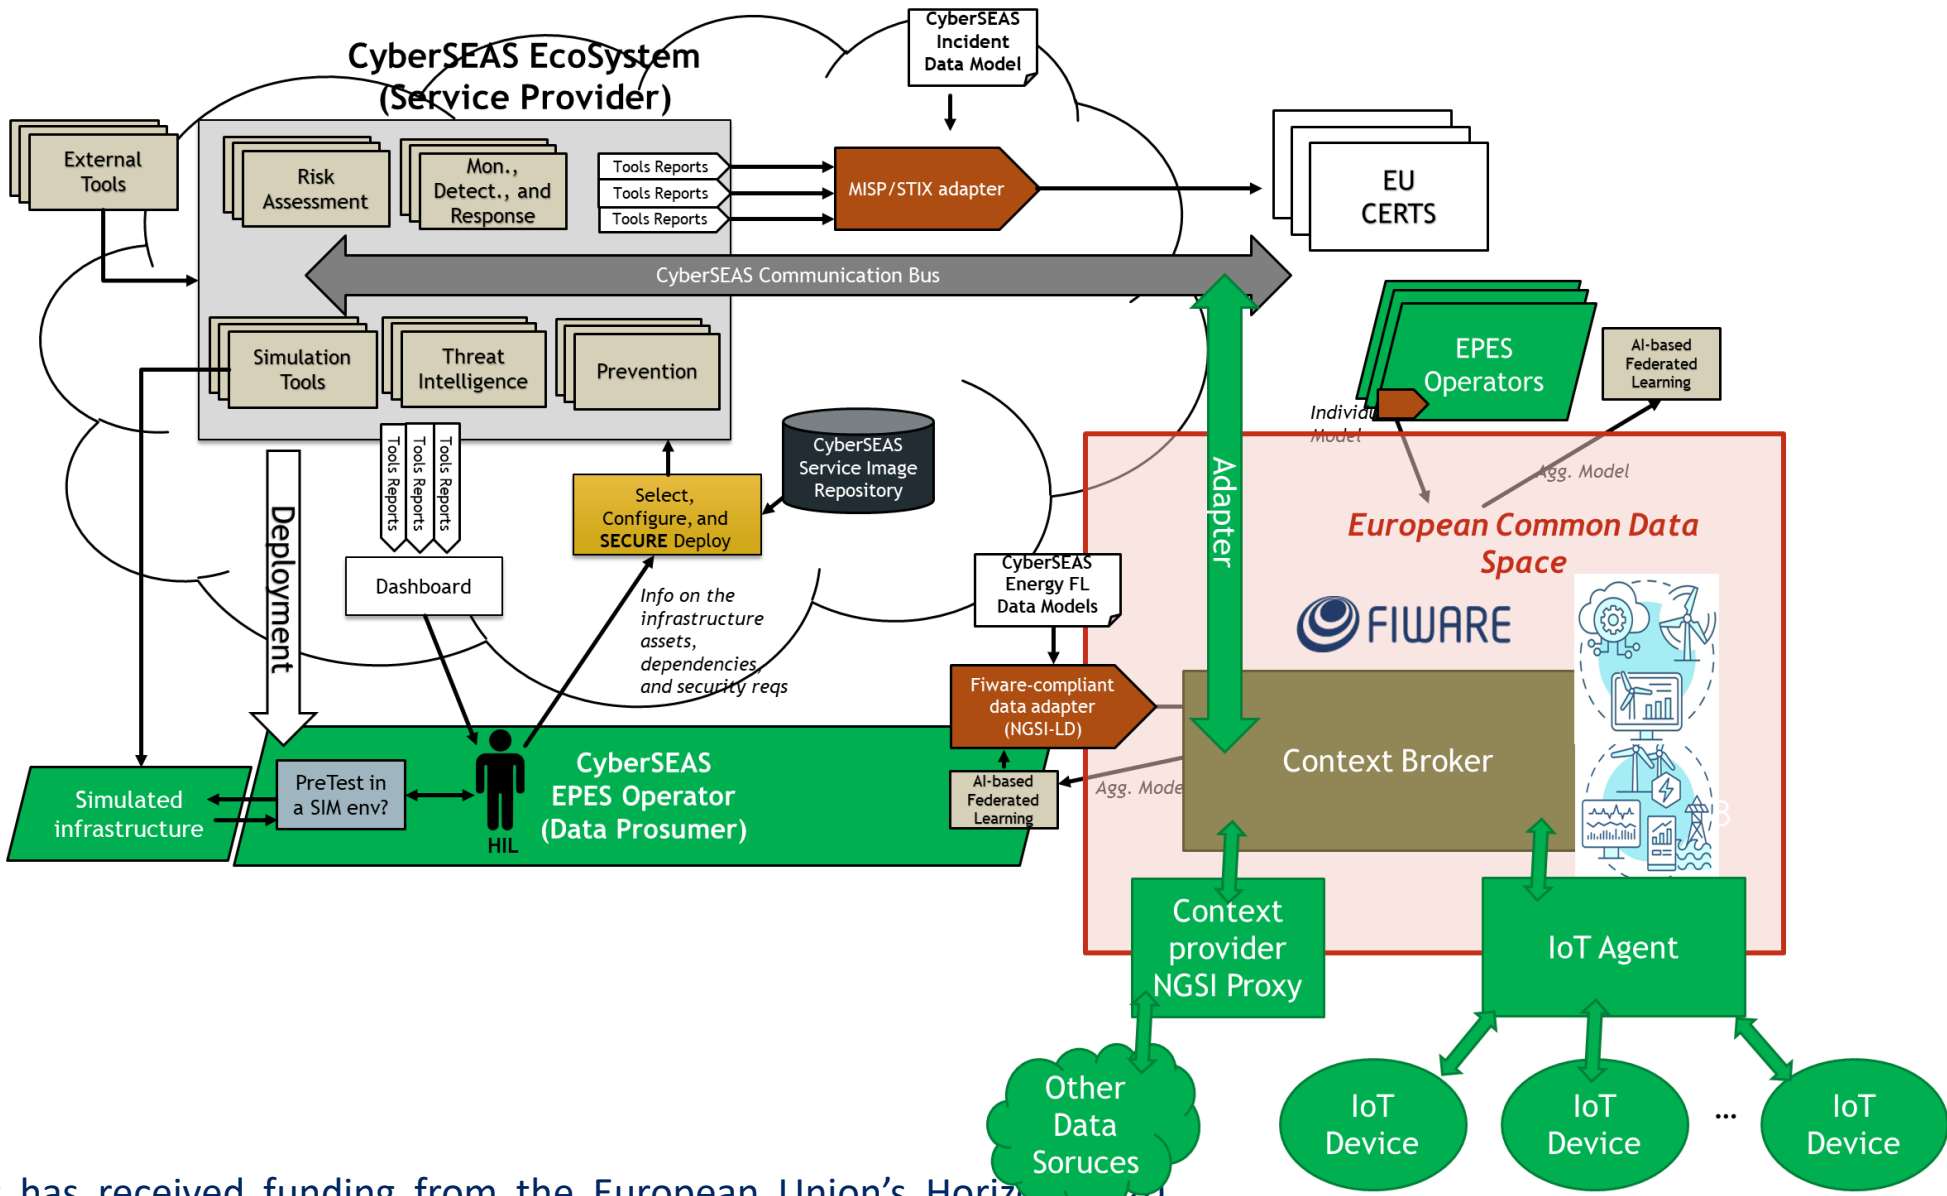 CyberSEAS EcoSystem
(Service Provider)
CyberSEAS
Incident
Data Model
External
Tools
Risk
Assessment
Mon.,
Detect., and
Response
Tools Reports
Tools Reports
Tools Reports
MISP/STIX adapter
EU
CERTS
CyberSEAS Communication Bus
Simulation
Tools
Threat
Intelligence
Prevention
EPES
Operators
AI-based
Federated
Learning
Model
Agg. Model
Tools Reports
Tools Reports
Tools Reports
Deployment
Select,
Configure, and
SECURE Deploy
CyberSEAS
Service Image
Repository
Adapter
European Common Data
Space
FIWARE
Dashboard
Info on the
infrastructure
assets,
dependencies,
and security reqs
CyberSEAS
Energy FL
Data Models
Fiware-compliant
data adapter
(NGSI-LD)
Context Broker
Simulated
infrastructure
PreTest in
a SIM env?
HIL
CyberSEAS
EPES Operator
(Data Prosumer)
AI-based
Federated
Learning
Agg.
8
Context
provider
NGSI Proxy
IoT Agent
Other
Data
Soruces
IoT
Device
IoT
Device
...
IoT
Device
has received funding from the European Union's